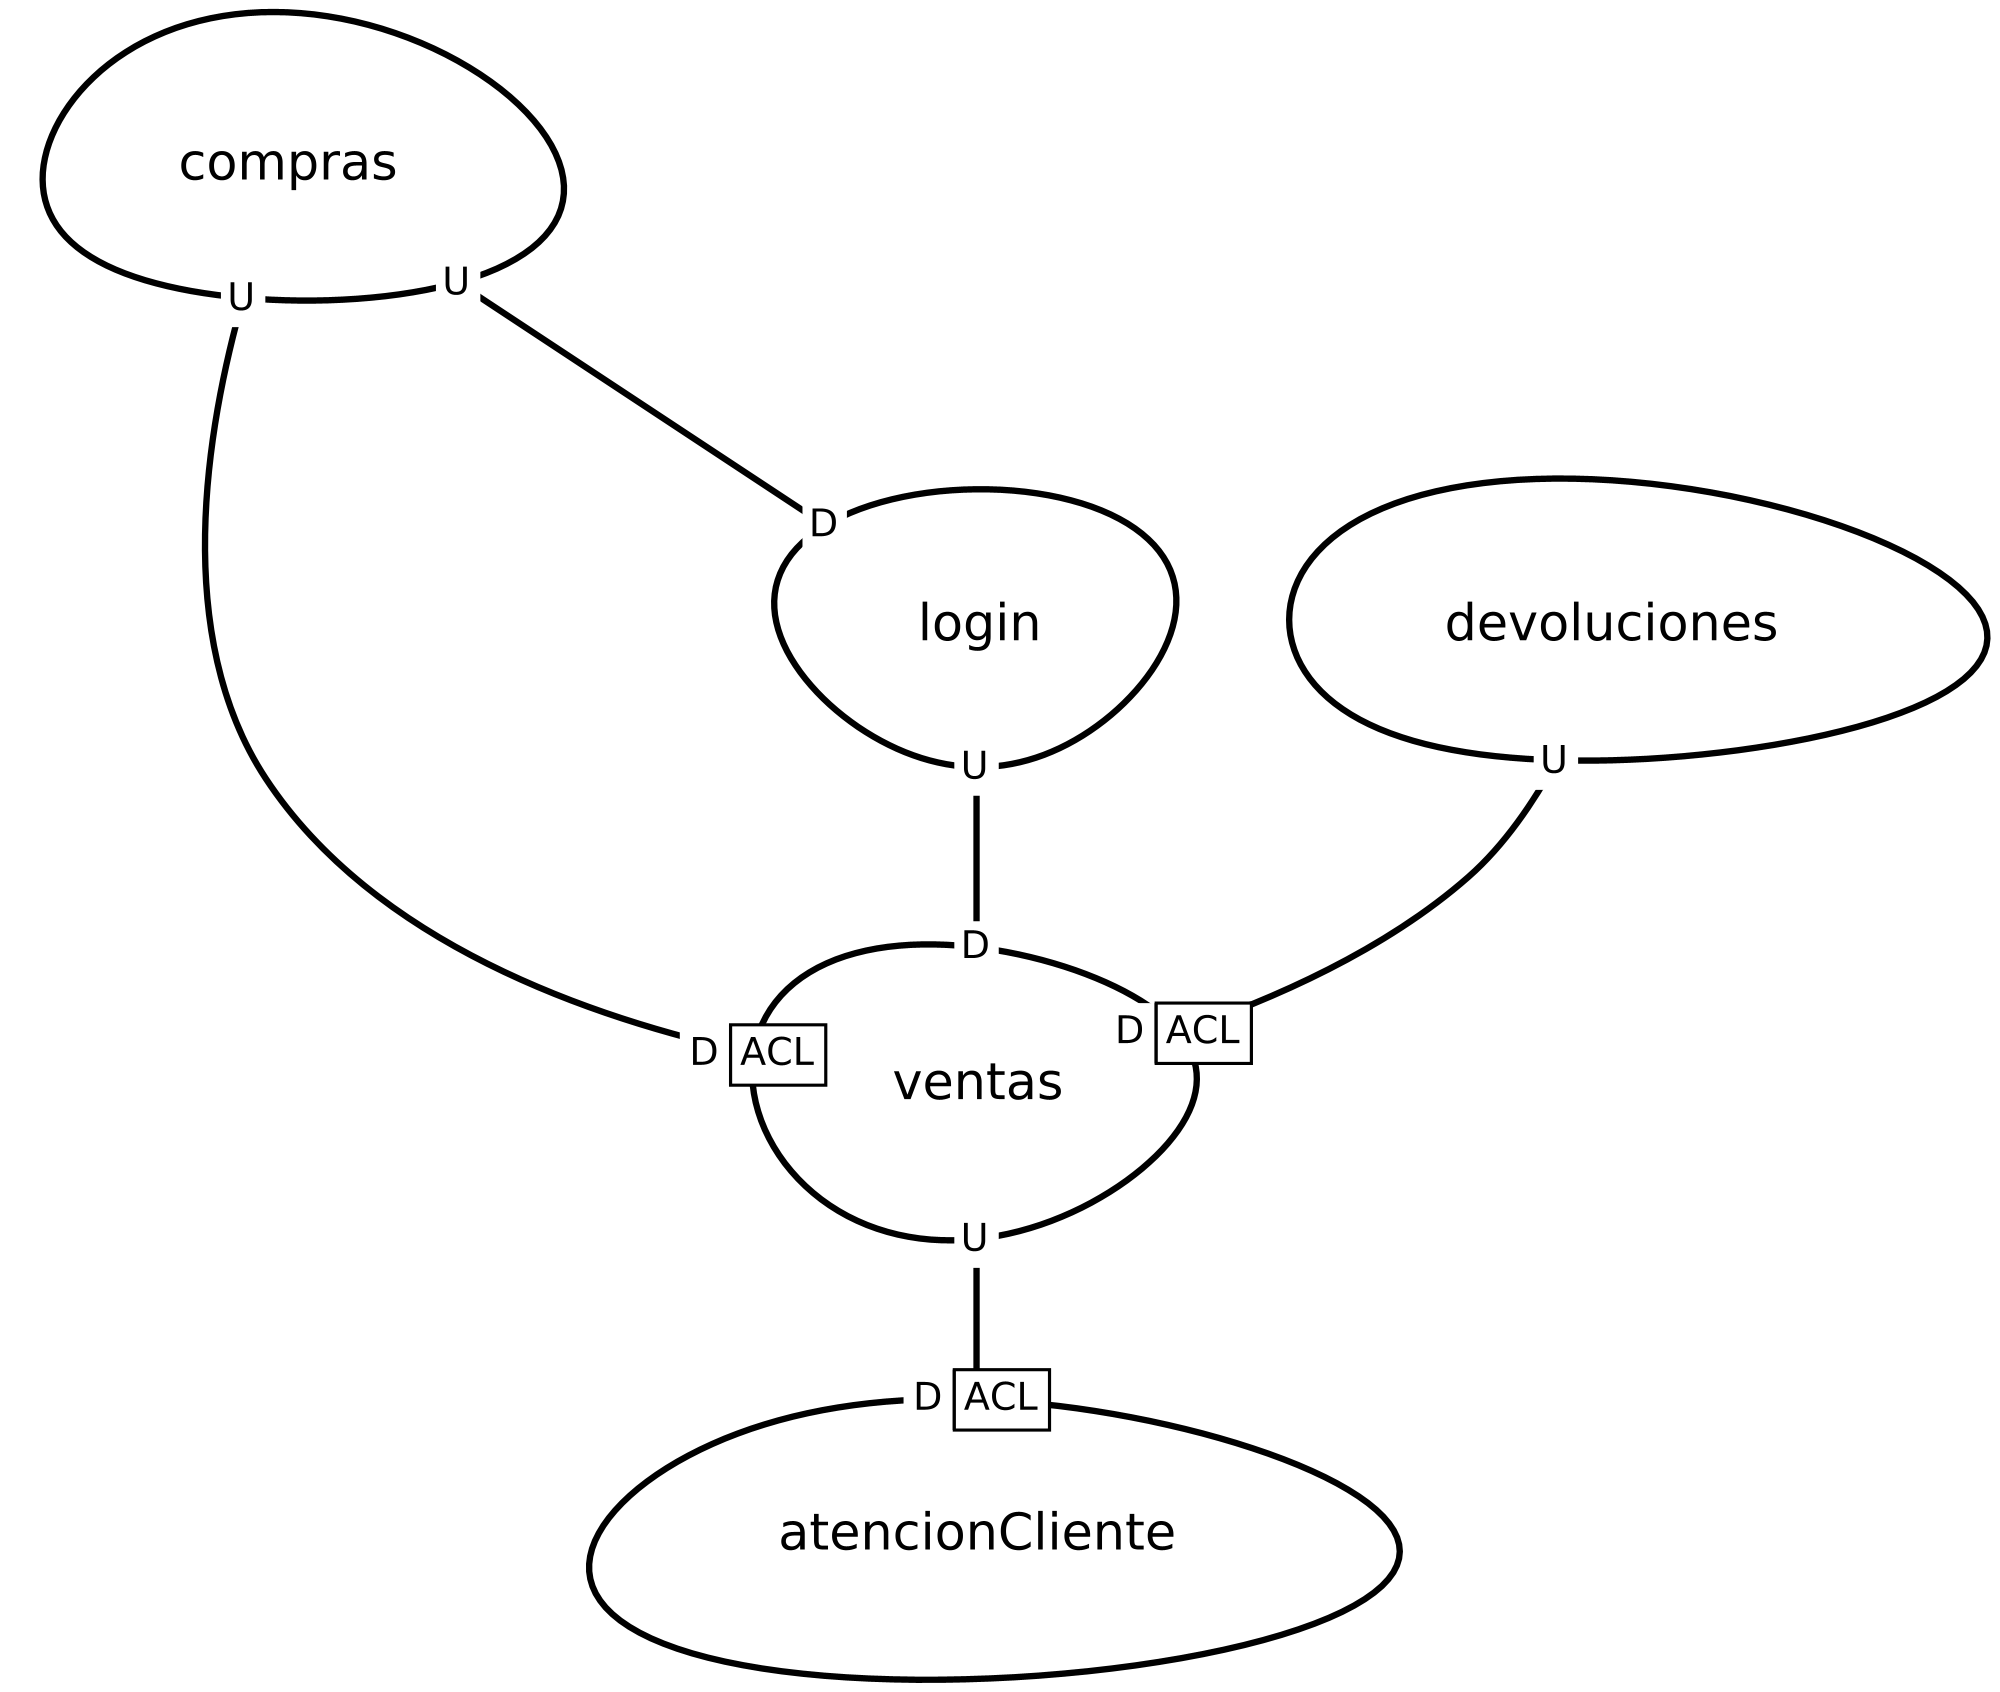 compras
U
U
D
login
devoluciones
U
U
D
D ACL
D ACL
ventas
U
D ACL
atencionCliente